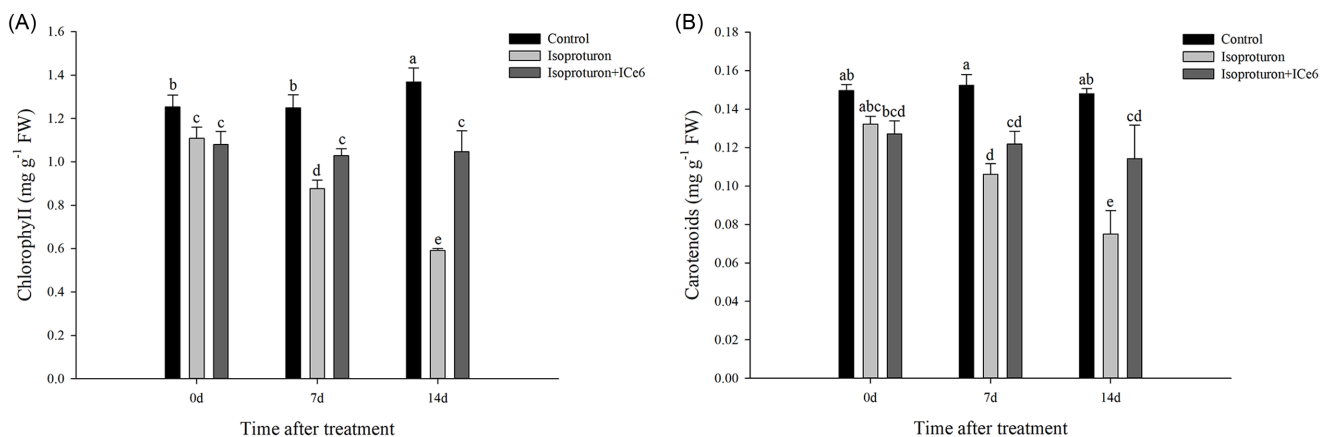 (A)
Chlorophyll (mg g⁻¹ FW)
1.6
1.4
1.2
1.0
0.8
0.6
0.4
0.2
0.0
Control
Isoproturon
Isoproturon+ICe6
b
c
c
b
d
c
a
e
c
0d
7d
14d
Time after treatment
(B)
Carotenoids (mg g⁻¹ FW)
0.18
0.16
0.14
0.12
0.10
0.08
0.06
0.04
0.02
0.00
Control
Isoproturon
Isoproturon+ICe6
ab
abc
bcd
a
d
cd
ab
e
cd
0d
7d
14d
Time after treatment